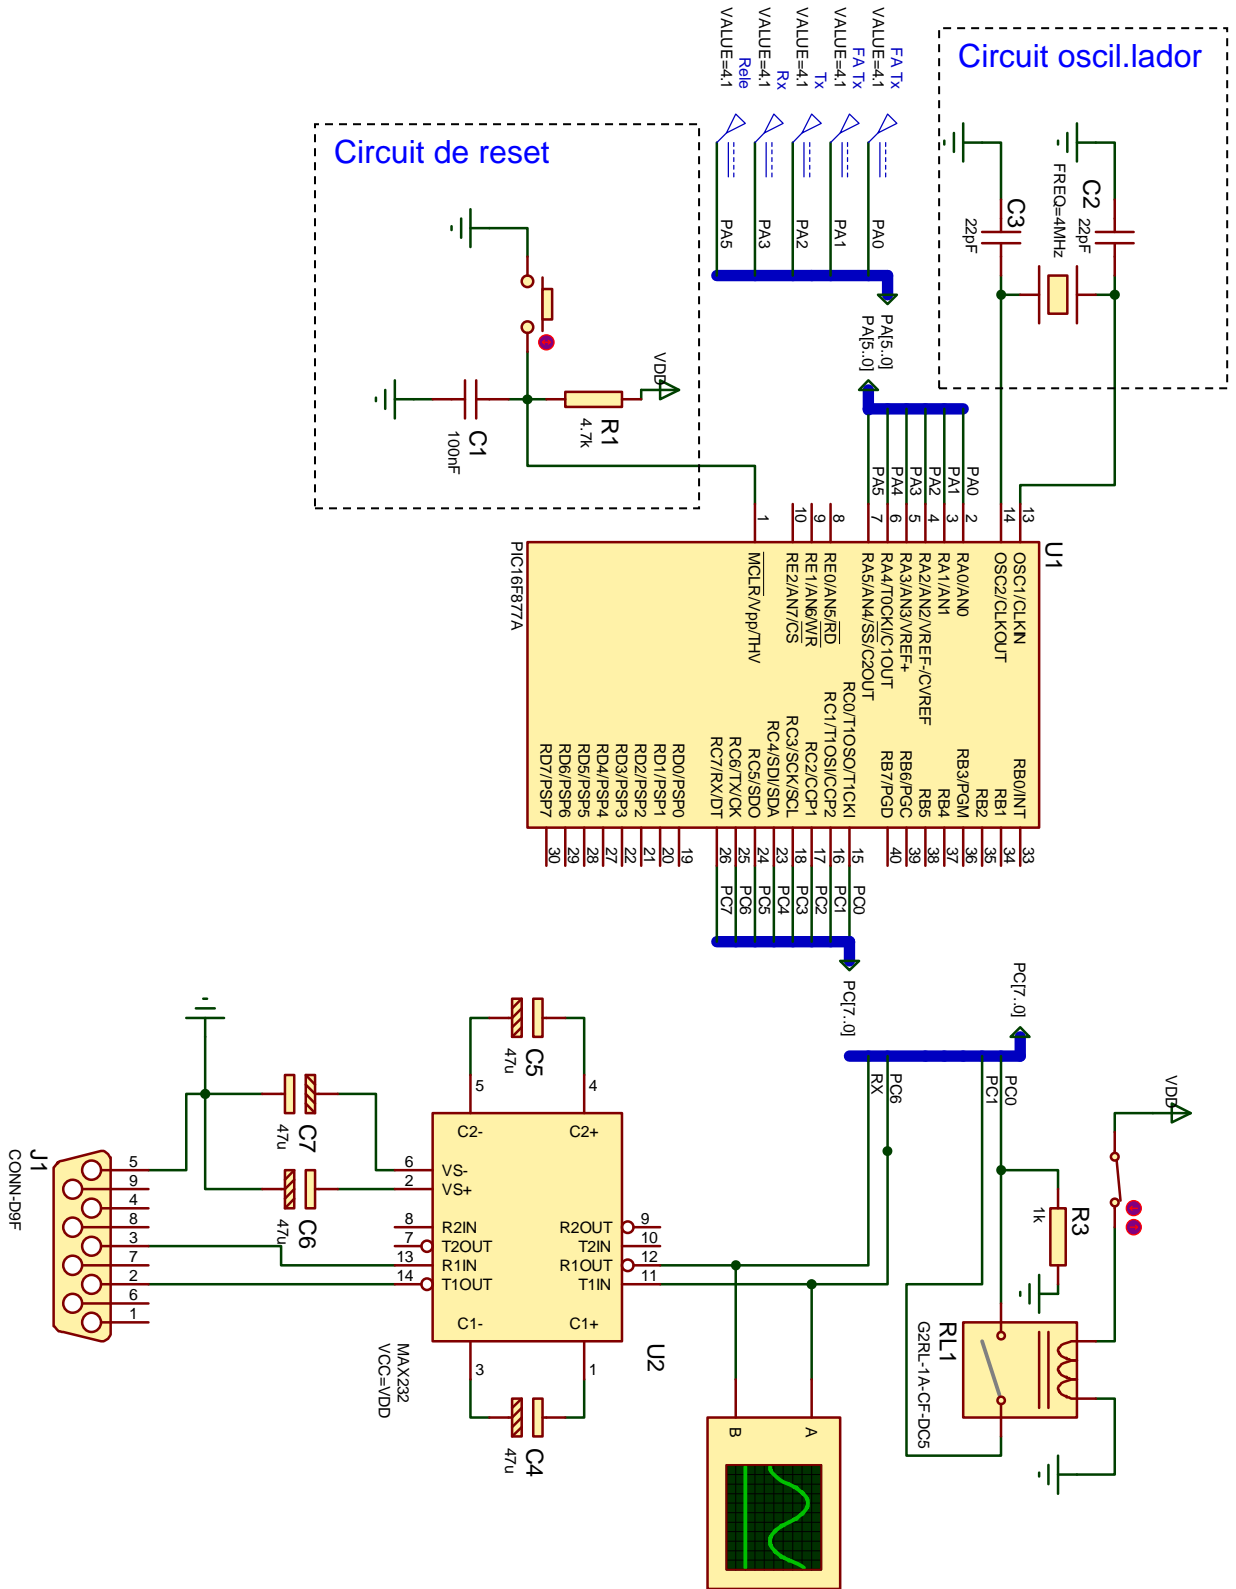 Circuit oscil.lador
Circuit de reset
FA Tx
VALUE=4.1
FA Tx
VALUE=4.1
Tx
VALUE=4.1
Rx
VALUE=4.1
Rele
VALUE=4.1
PA0
PA1
PA2
PA3
PA5
PA[5..0]
PA[5..0]
C2
22pF
FREQ=4MHz
C3
22pF
VDD
R1
4.7k
C1
100nF
PA0
PA1
PA2
PA3
PA4
PA5
13
14
2
3
4
5
6
7
8
9
10
1
U1
OSC1/CLKIN
OSC2/CLKOUT
RA0/AN0
RA1/AN1
RA2/AN2/VREF-/CVREF
RA3/AN3/VREF+
RA4/T0CKI/C1OUT
RA5/AN4/SS/C2OUT
RE0/AN5/RD
RE1/AN6/WR
RE2/AN7/CS
MCLR/Vpp/THV
PIC16F877A
RB0/INT
RB1
RB2
RB3/PGM
RB4
RB5
RB6/PGC
RB7/PGD
RC0/T1OSO/T1CKI
RC1/T1OSI/CCP2
RC2/CCP1
RC3/SCK/SCL
RC4/SDI/SDA
RC5/SDO
RC6/TX/CK
RC7/RX/DT
RD0/PSP0
RD1/PSP1
RD2/PSP2
RD3/PSP3
RD4/PSP4
RD5/PSP5
RD6/PSP6
RD7/PSP7
33
34
35
36
37
38
39
40
15
16
17
18
23
24
25
26
19
20
21
22
27
28
29
30
PC0
PC1
PC2
PC3
PC4
PC5
PC6
PC7
PC[7..0]
PC[7..0]
PC0
PC1
PC6
RX
VDD
R3
1k
RL1
G2RL-1A-CF-DC5
C5
47u
5
4
C2-
C2+
C7
47u
C6
47u
6
2
8
7
13
14
VS-
VS+
R2IN
T2OUT
R1IN
T1OUT
R2OUT
T2IN
R1OUT
T1IN
9
10
12
11
C1-
C1+
3
1
U2
MAX232
VCC=VDD
C4
47u
J1
CONN-D9F
5
9
4
8
3
7
2
6
1
A
B